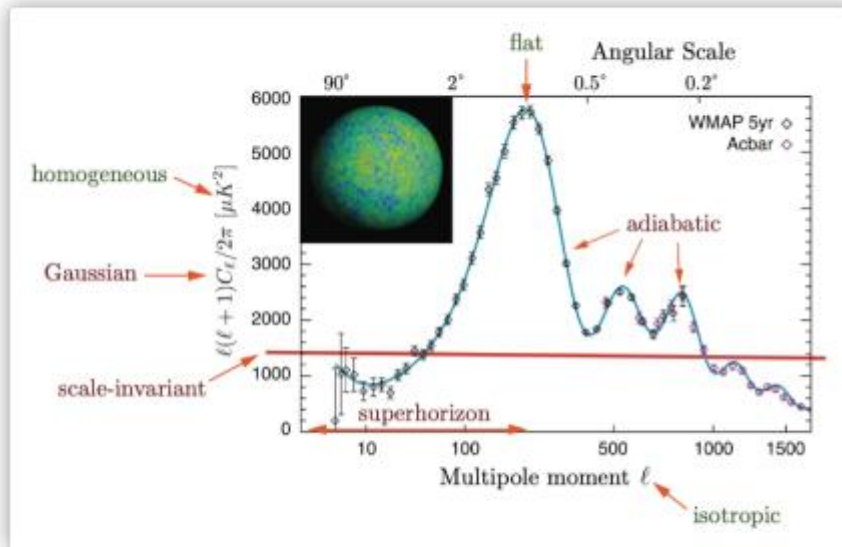 flat
Angular Scale
90° 2° 0.5° 0.2°
6000
WMAP 5yr
Acbar
5000
homogeneous
4000
adiabatic
Gaussian
ℓ(ℓ + 1)Cℓ/2π [μK²]
3000
2000
scale-invariant
1000
superhorizon
0
10 100 500 1000 1500
Multipole moment ℓ
isotropic